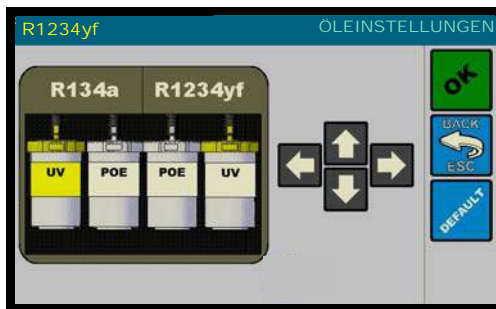 R1234yf ÖLEINSTELLUNGEN
R134a R1234yf
UV POE POE UV
OK
BACK
ESC
DEFAULT